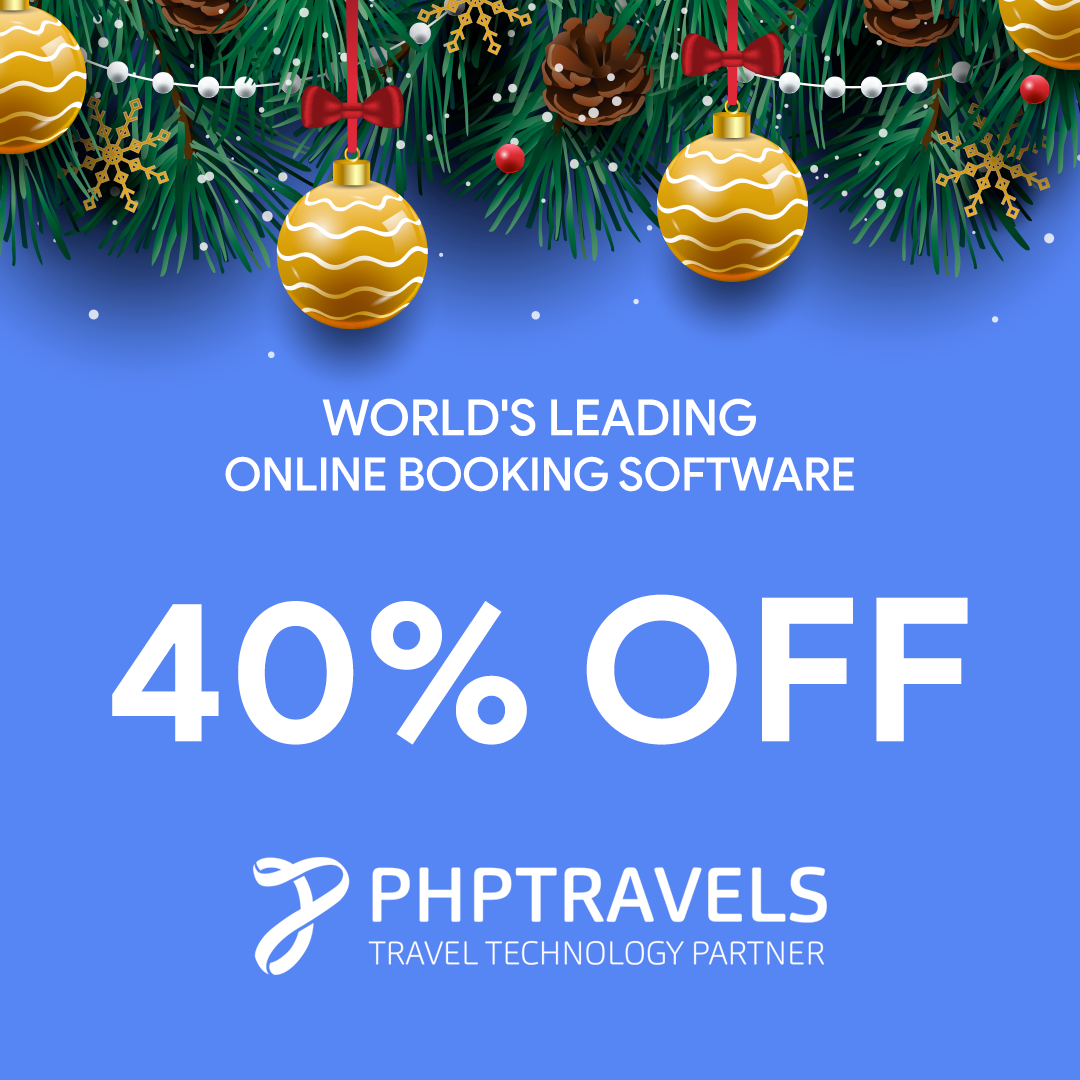 WORLD'S LEADING
ONLINE BOOKING SOFTWARE
40% OFF
PHPTRAVELS
TRAVEL TECHNOLOGY PARTNER